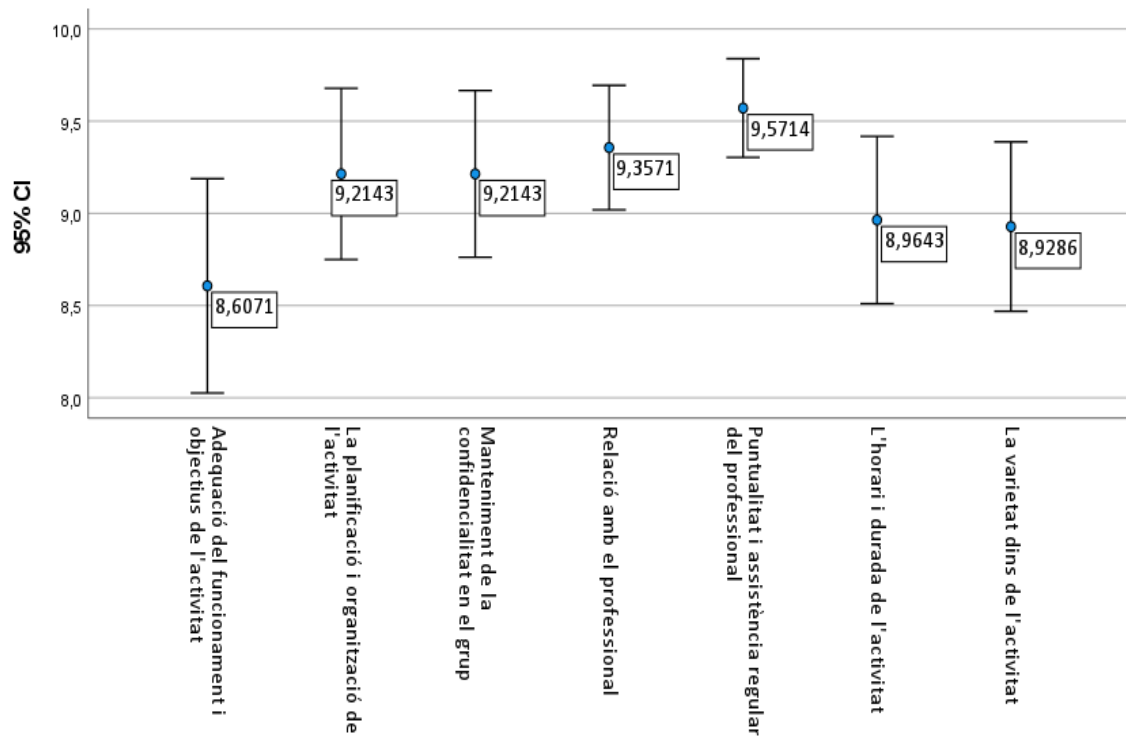 10,0
9,5
9,0
8,5
8,0
95% CI
8,6071
9,2143
9,2143
9,3571
9,5714
8,9643
8,9286
Adequació del funcionament i
objectius de l'activitat
La planificació i organització de
l'activitat
Manteniment de la
confidencialitat en el grup
Relació amb el professional
Puntualitat i assistència regular
del professional
L'horari i durada de l'activitat
La varietat dins de l'activitat